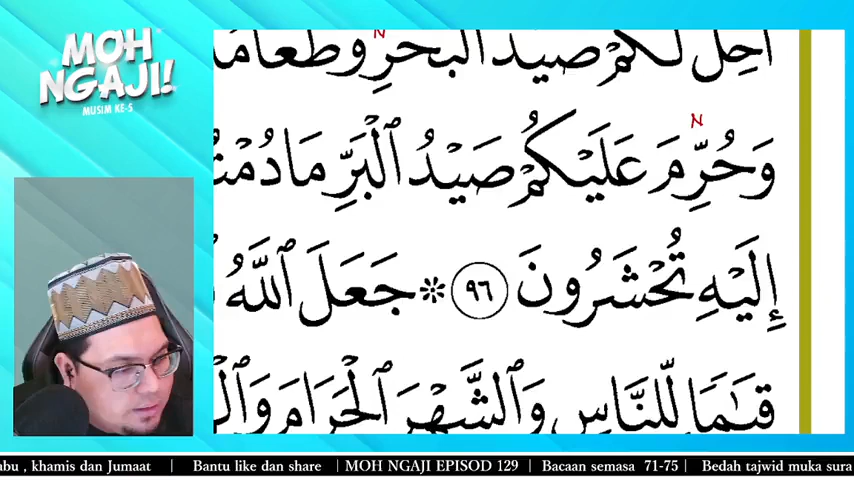 MOH
NGAJI!
MUSIM KE-5
أُحِلَّ لَكُمْ صَيْدُ ٱلْبَحْرِ وَطَعَامُهُ
وَحُرِّمَ عَلَيْكُمْ صَيْدُ ٱلْبَرِّ مَا دُمْتُ
إِلَيْهِ تُحْشَرُونَ ٩٦ ۞ جَعَلَ ٱللَّهُ
قِيَٰمًا لِّلنَّاسِ وَٱلشَّهْرَ ٱلْحَرَامَ وَٱلْ
abu , khamis dan Jumaat | Bantu like dan share | MOH NGAJI EPISOD 129 | Bacaan semasa 71-75 | Bedah tajwid muka sura